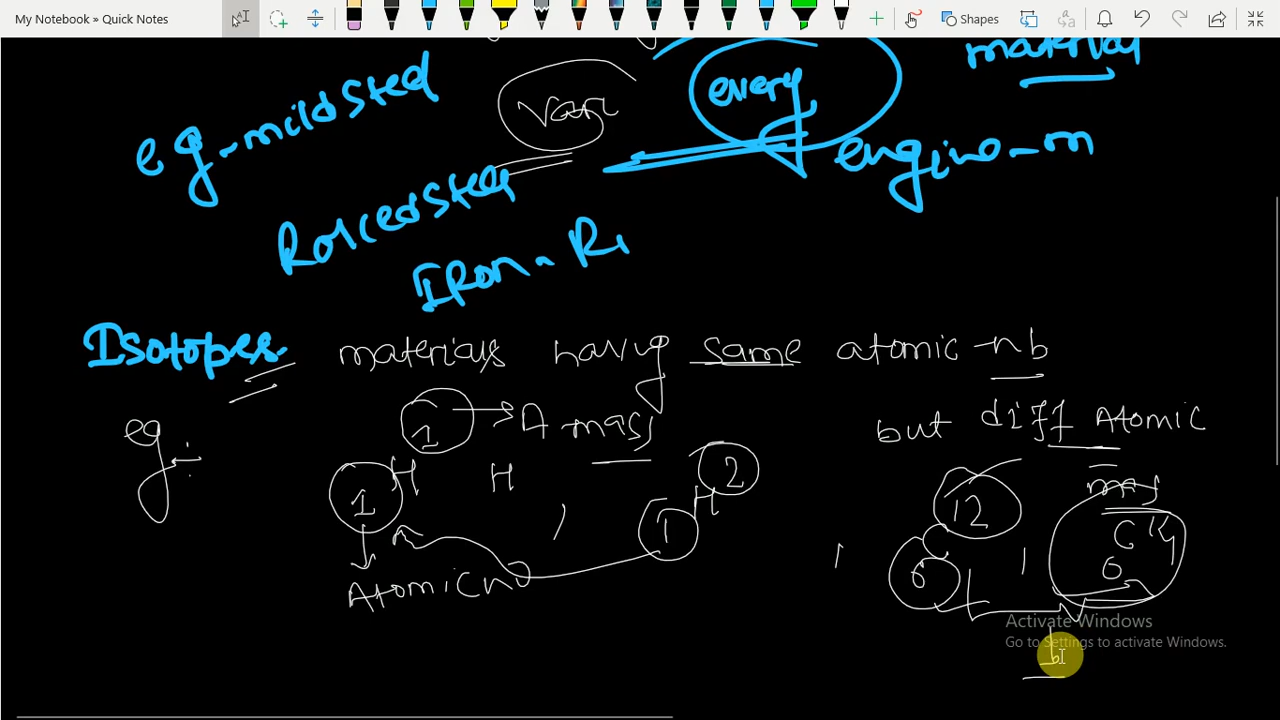 My Notebook » Quick Notes
Shapes
material
every
eg-mild Steel
engine-m
Iron-
Isotopes- materials having same atomic nb
eg:- 1 → A mass
but diff Atomic
mass
H H 2
1 H
, 1
12
C
6
, C 14
6
Atomic no
Activate Windows
Go to Settings to activate Windows.